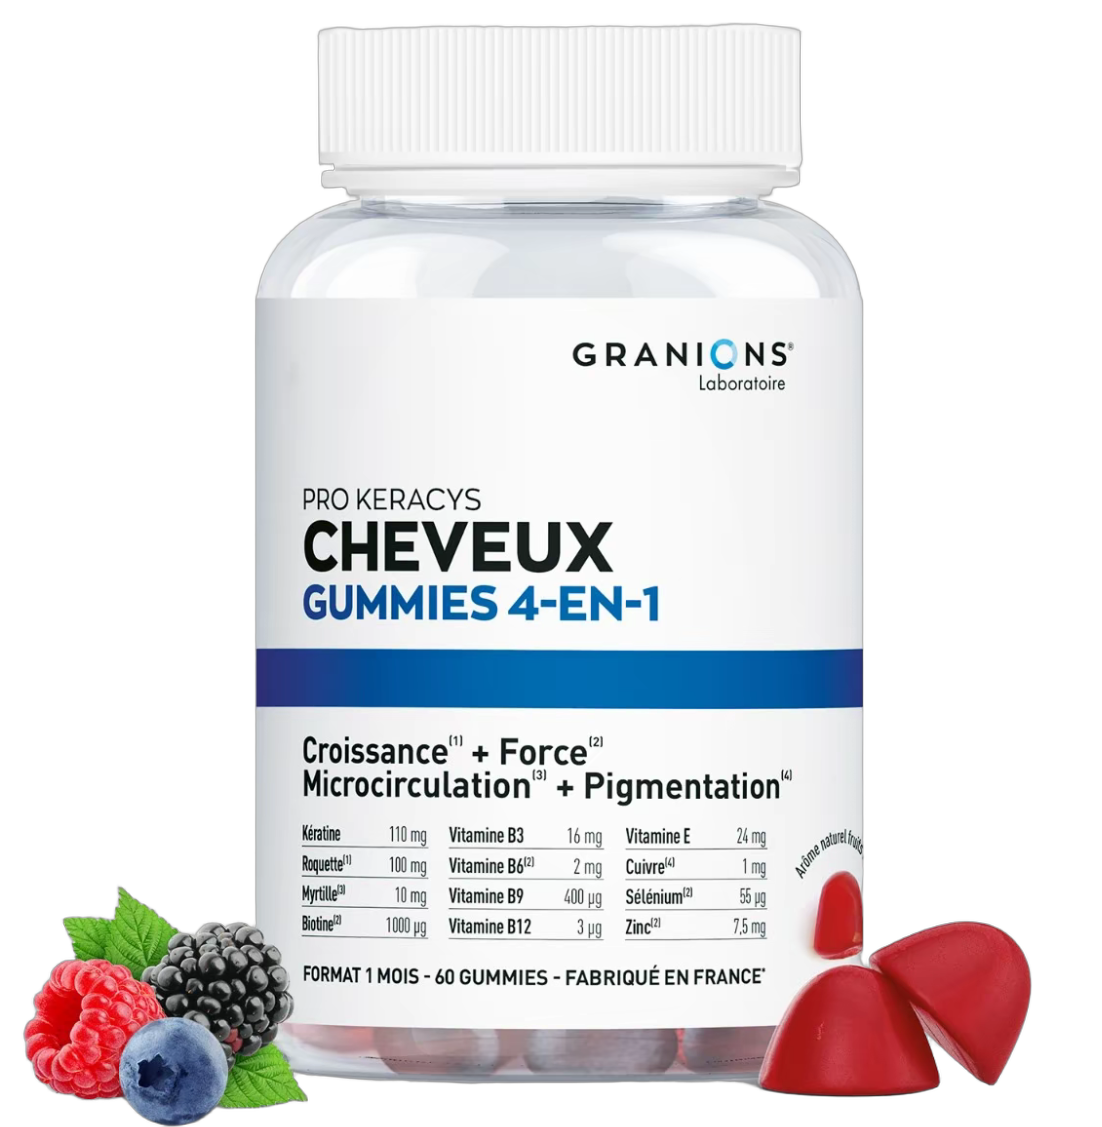 GRANIONS®
Laboratoire
PRO KERACYS
CHEVEUX
GUMMIES 4-EN-1
Croissance(1) + Force(2)
Microcirculation(3) + Pigmentation(4)
Kératine 110 mg Vitamine B3 16 mg Vitamine E 24 mg
Roquette(1) 100 mg Vitamine B6(2) 2 mg Cuivre(4) 1 mg
Myrtille(3) 10 mg Vitamine B9 400 µg Sélénium(2) 55 µg
Biotine(2) 1000 µg Vitamine B12 3 µg Zinc(2) 7,5 mg
Arôme naturel fruits
FORMAT 1 MOIS - 60 GUMMIES - FABRIQUÉ EN FRANCE*